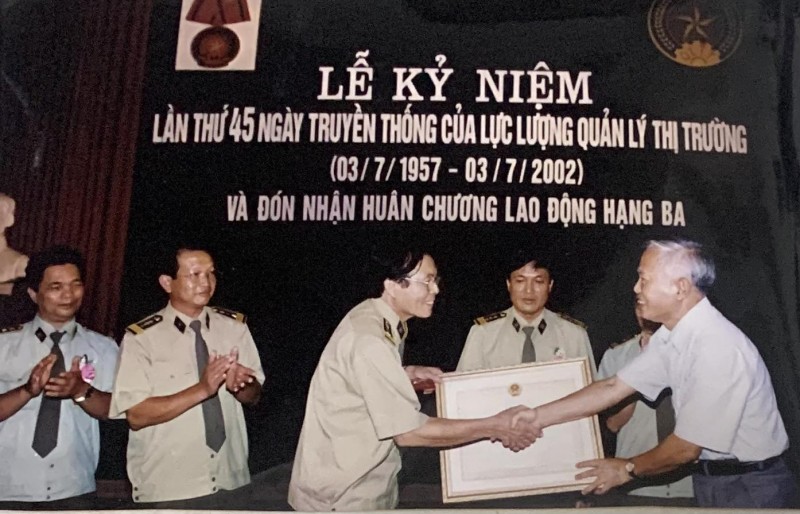 LỄ KỶ NIỆM
LẦN THỨ 45 NGÀY TRUYỀN THỐNG CỦA LỰC LƯỢNG QUẢN LÝ THỊ TRƯỜNG
(03/7/1957 - 03/7/2002)
VÀ ĐÓN NHẬN HUÂN CHƯƠNG LAO ĐỘNG HẠNG BA